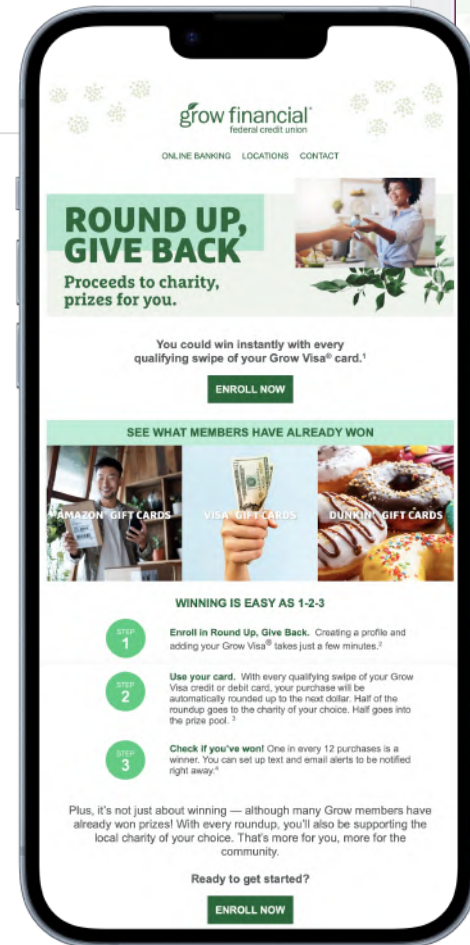 grow financial®
federal credit union
ONLINE BANKING LOCATIONS CONTACT
ROUND UP,
GIVE BACK
Proceeds to charity,
prizes for you.
You could win instantly with every
qualifying swipe of your Grow Visa® card.¹
ENROLL NOW
SEE WHAT MEMBERS HAVE ALREADY WON
AMAZON GIFT CARDS
VISA GIFT CARDS
DUNKIN' GIFT CARDS
WINNING IS EASY AS 1-2-3
STEP
1
Enroll in Round Up, Give Back. Creating a profile and
adding your Grow Visa® takes just a few minutes.²
STEP
2
Use your card. With every qualifying swipe of your Grow
Visa credit or debit card, your purchase will be
automatically rounded up to the next dollar. Half of the
roundup goes to the charity of your choice. Half goes into
the prize pool. ³
STEP
3
Check if you've won! One in every 12 purchases is a
winner. You can set up text and email alerts to be notified
right away.⁴
Plus, it's not just about winning — although many Grow members have
already won prizes! With every roundup, you'll also be supporting the
local charity of your choice. That's more for you, more for the
community.
Ready to get started?
ENROLL NOW